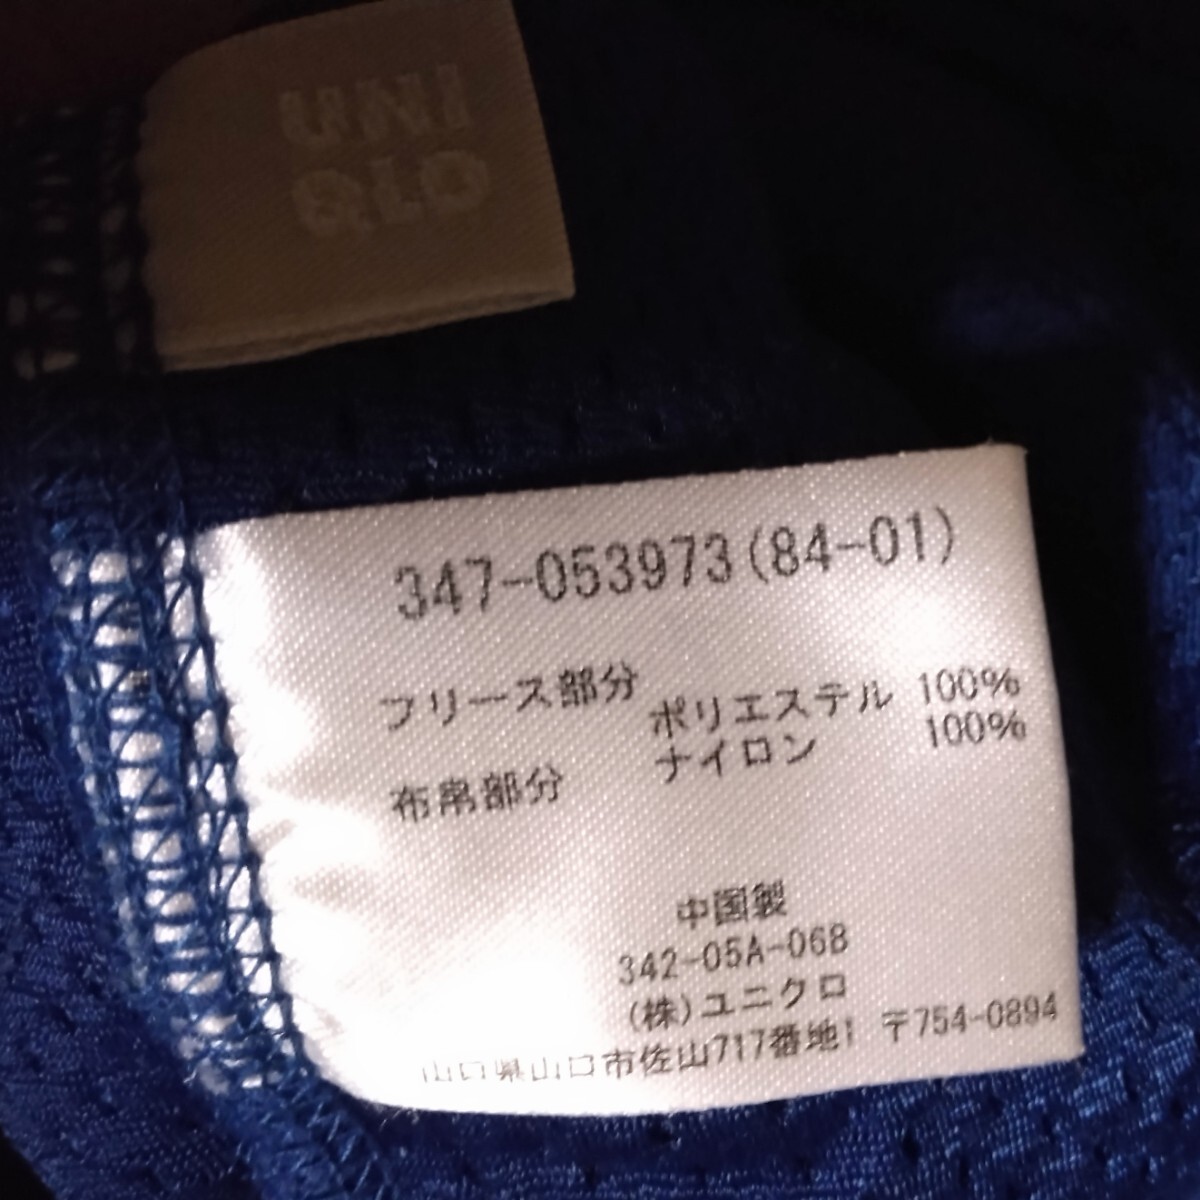 UNI
QLO
347-053973(84-01)
フリース部分 ポリエステル 100%
布帛部分 ナイロン 100%
中国製
342-05A-06B
(株)ユニクロ
山口県山口市佐山717番地1 〒754-0894